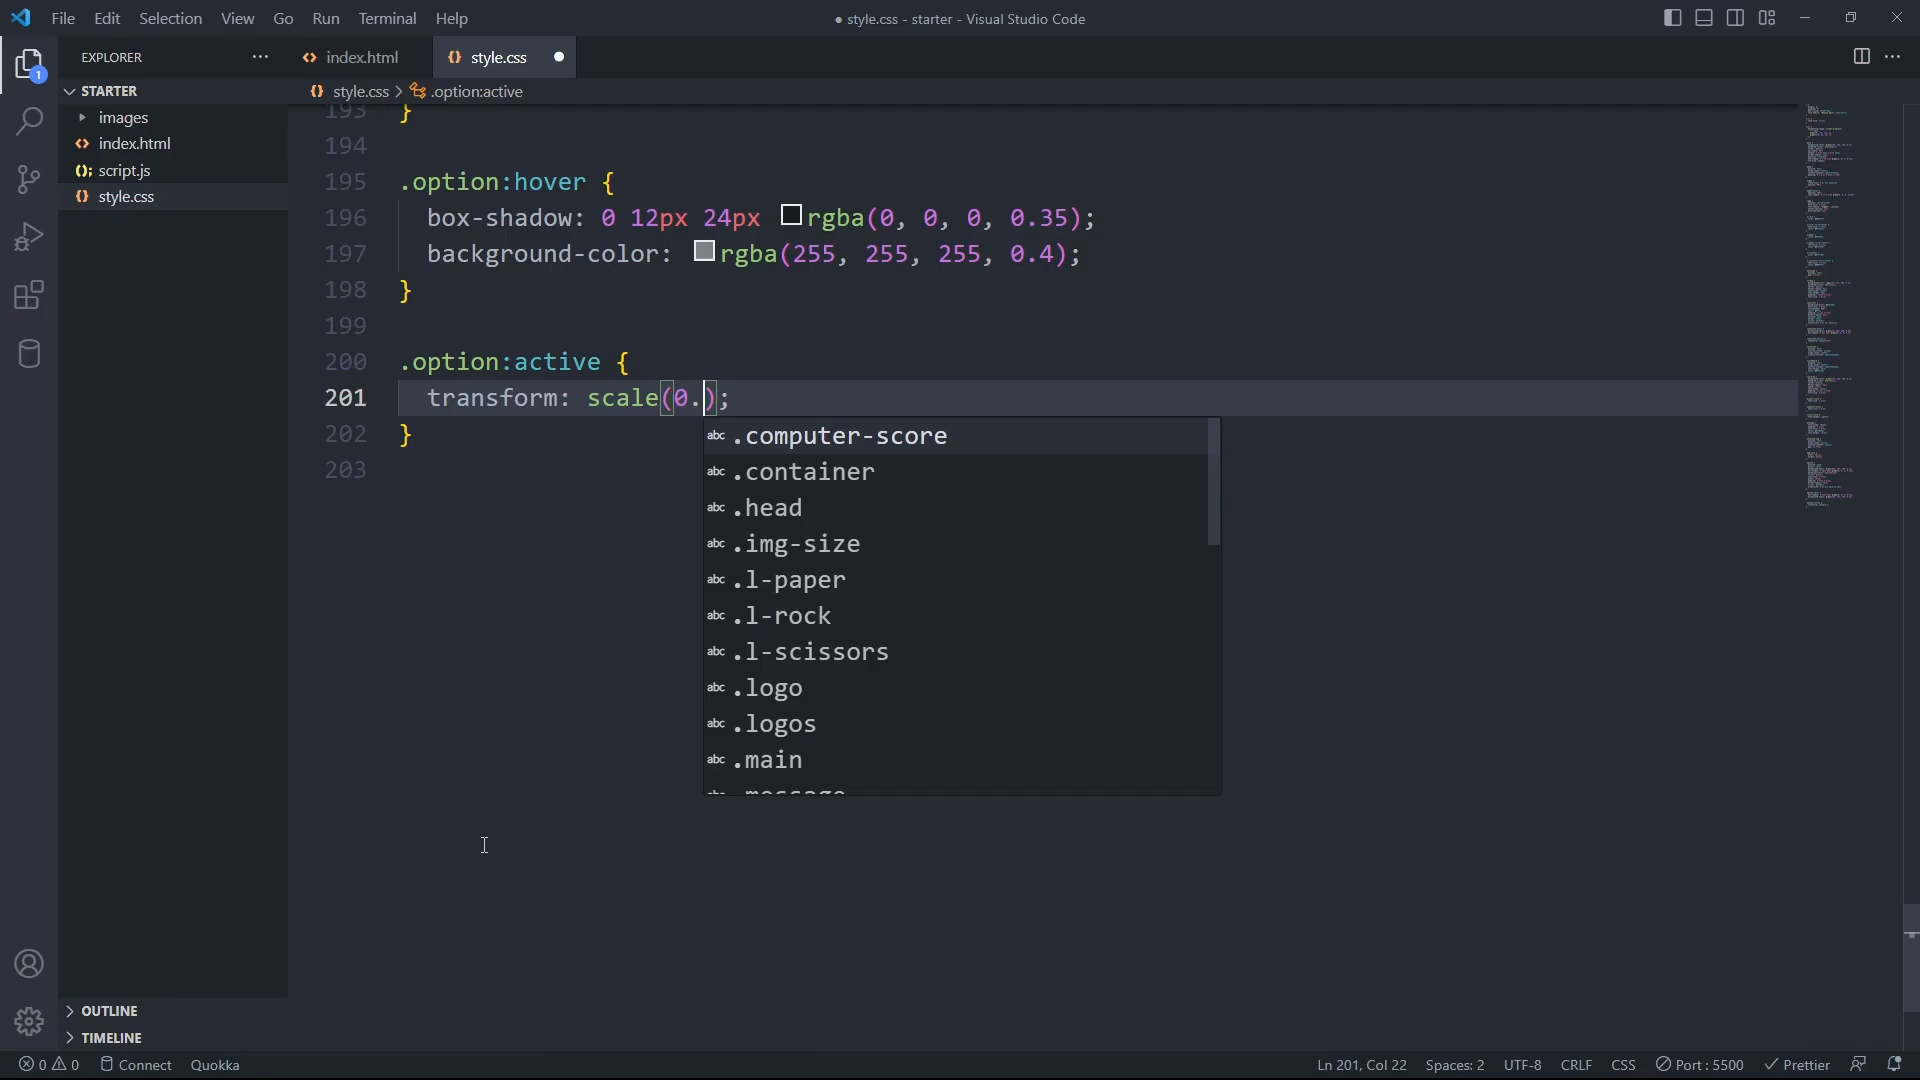 File Edit Selection View Go Run Terminal Help
● style.css - starter - Visual Studio Code
EXPLORER ···
index.html
style.css
STARTER
style.css > .option:active
images
index.html
script.js
style.css
193 }
194
195 .option:hover {
196 box-shadow: 0 12px 24px rgba(0, 0, 0, 0.35);
197 background-color: rgba(255, 255, 255, 0.4);
198 }
199
200 .option:active {
201 transform: scale(0.);
202 }
203
abc .computer-score
abc .container
abc .head
abc .img-size
abc .l-paper
abc .l-rock
abc .l-scissors
abc .logo
abc .logos
abc .main
1
OUTLINE
TIMELINE
0 0 Connect Quokka
Ln 201, Col 22 Spaces: 2 UTF-8 CRLF CSS Port : 5500 Prettier